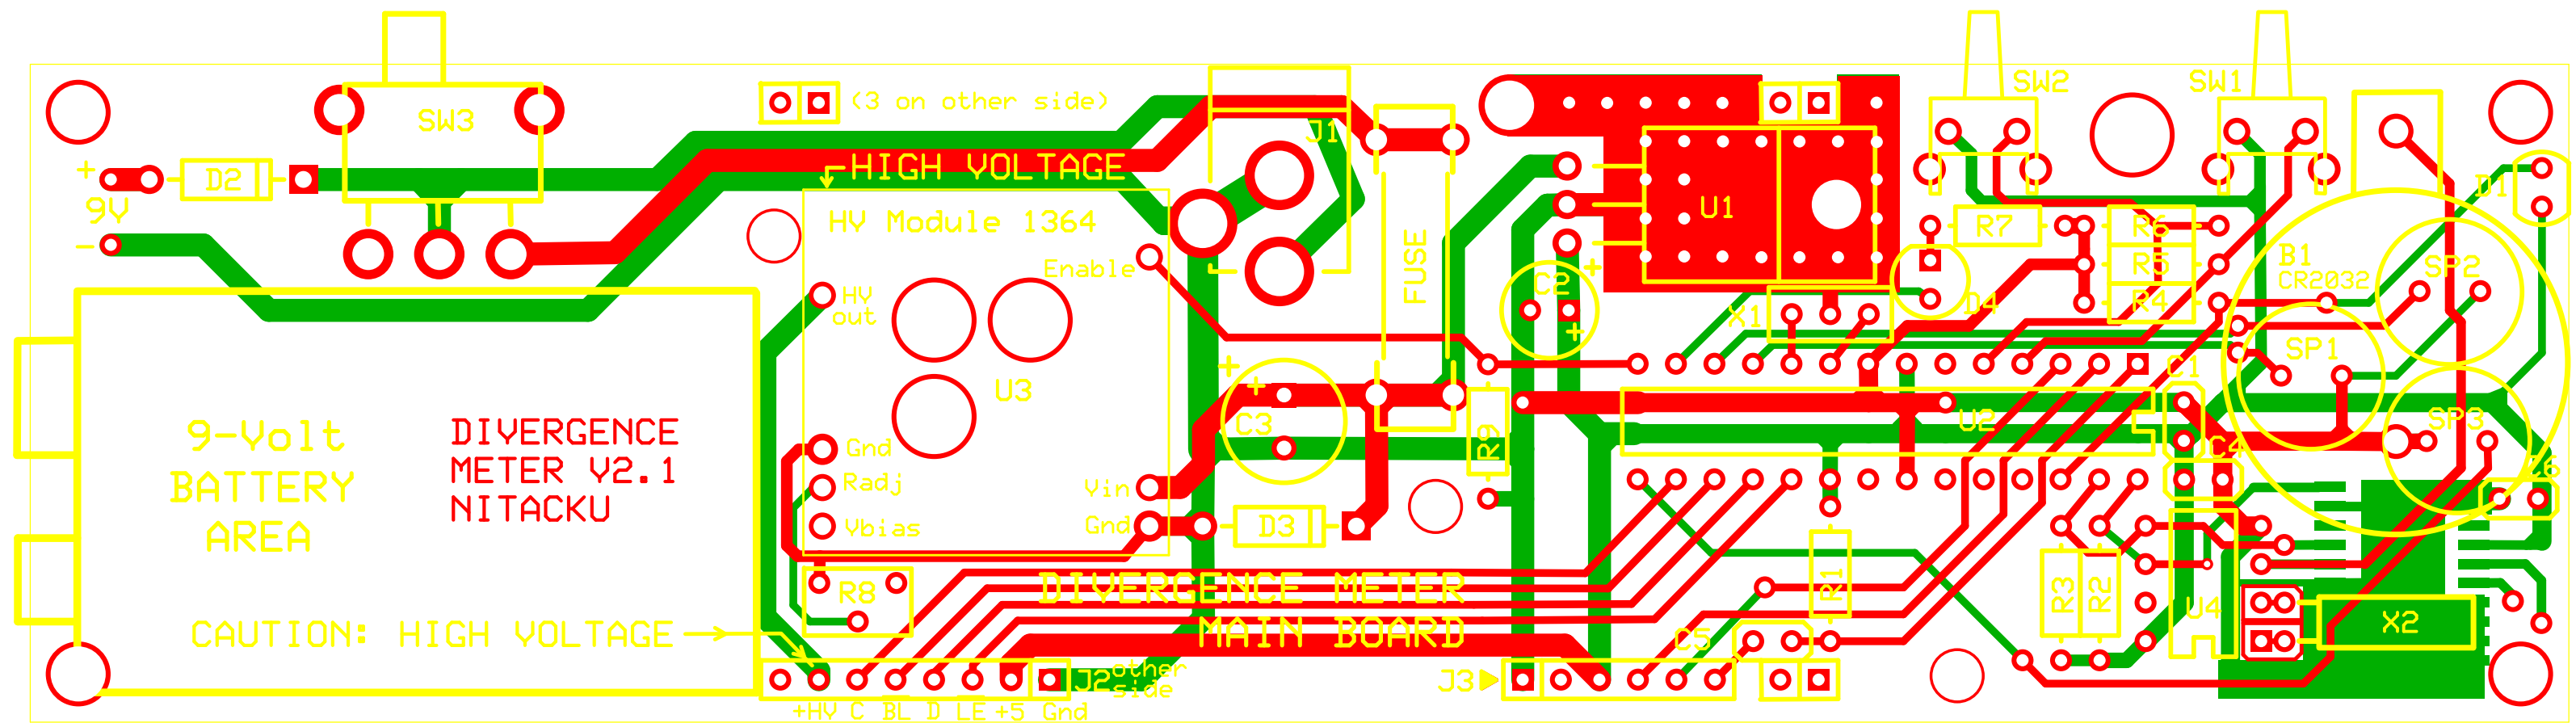 SW3
(3 on other side)
J1
SW2
SW1
+
D2
9V
-
HIGH VOLTAGE
HV Module 1364
Enable
HV
out
U3
Gnd
Radj
Vbias
Vin
Gnd
+
+
C3
D3
R8
FUSE
U1
+
C2
+
X1
D4
R7
R6
R5
R4
B1
CR2032
D1
SP2
SP1
SP3
C1
U2
C4
C6
R9
R1
R3
R2
U4
X2
C5
9-Volt
BATTERY
AREA
DIVERGENCE
METER V2.1
NITACKU
CAUTION: HIGH VOLTAGE
DIVERGENCE METER
MAIN BOARD
J2
other
side
J3
+HV C BL D LE +5 Gnd